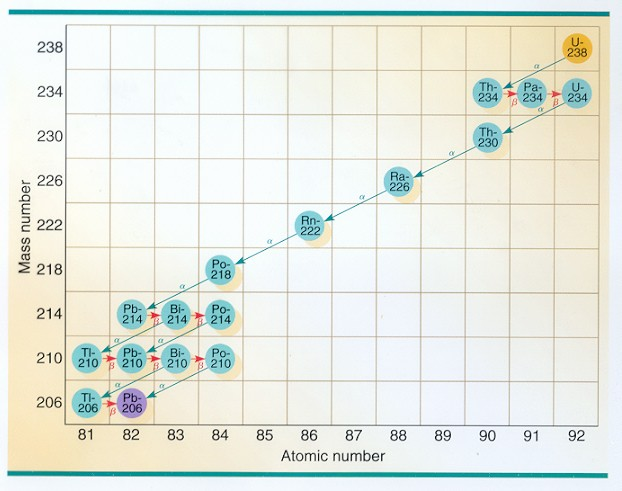 238
U-
238
α
234
Th-
234
β
Pa-
234
β
U-
234
α
230
Th-
230
α
226
Ra-
226
α
222
Rn-
222
α
218
Po-
218
α
214
Pb-
214
β
Bi-
214
β
Po-
214
α
α
210
Tl-
210
β
Pb-
210
β
Bi-
210
β
Po-
210
α
α
206
Tl-
206
β
Pb-
206
81 82 83 84 85 86 87 88 89 90 91 92
Atomic number
Mass number